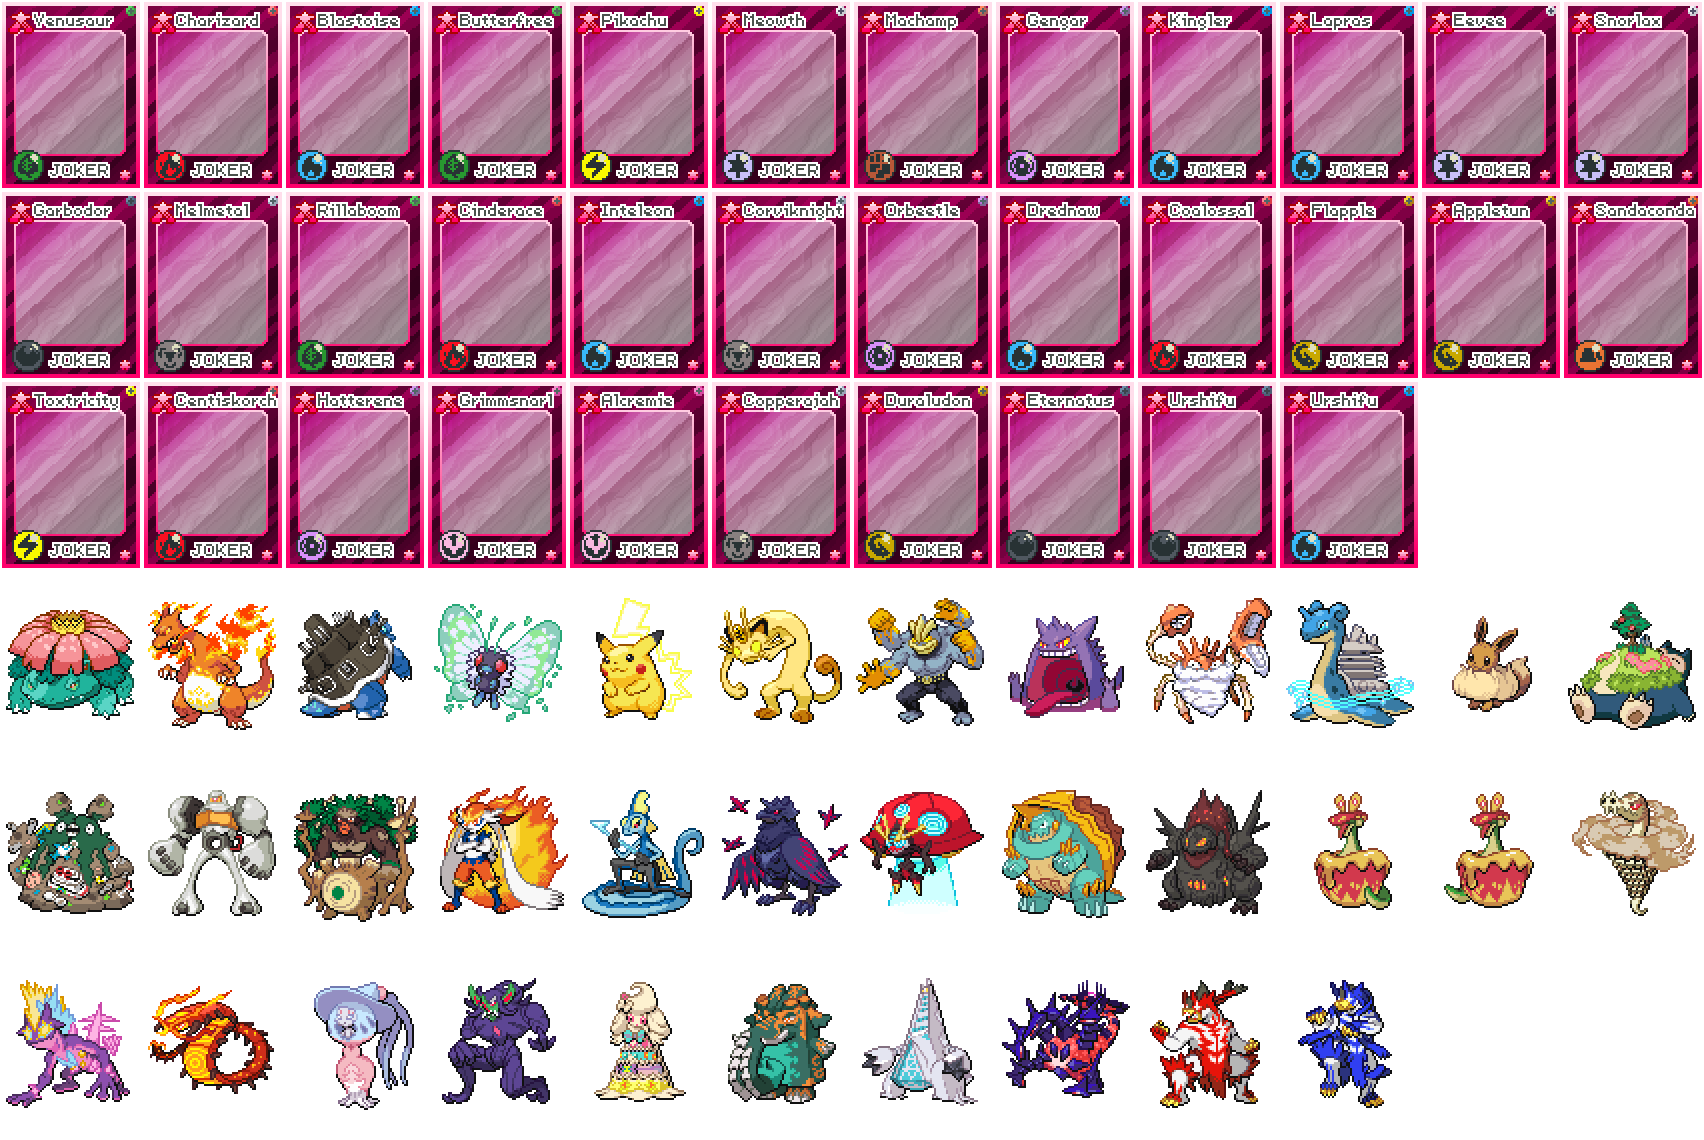 Venusaur Charizard Blastoise Butterfree Pikachu Meowth Machamp Gengar Kingler Lapras Eevee Snorlax
JOKER JOKER JOKER JOKER JOKER JOKER JOKER JOKER JOKER JOKER JOKER JOKER
Garbodor Melmetal Rillaboom Cinderace Inteleon Corviknight Orbeetle Drednaw Coalossal Flapple Appletun Sandaconda
JOKER JOKER JOKER JOKER JOKER JOKER JOKER JOKER JOKER JOKER JOKER JOKER
Toxtricity Centiskorch Hatterene Grimmsnarl Alcremie Copperajah Duraludon Eternatus Urshifu Urshifu
JOKER JOKER JOKER JOKER JOKER JOKER JOKER JOKER JOKER JOKER